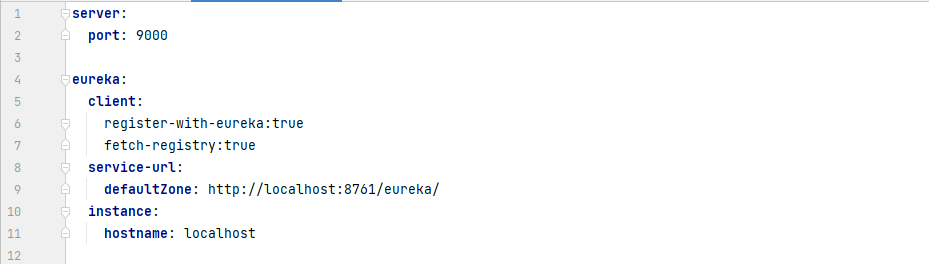 1 server:
2   port: 9000
3
4 eureka:
5   client:
6     register-with-eureka:true
7     fetch-registry:true
8   service-url:
9     defaultZone: http://localhost:8761/eureka/
10   instance:
11     hostname: localhost
12